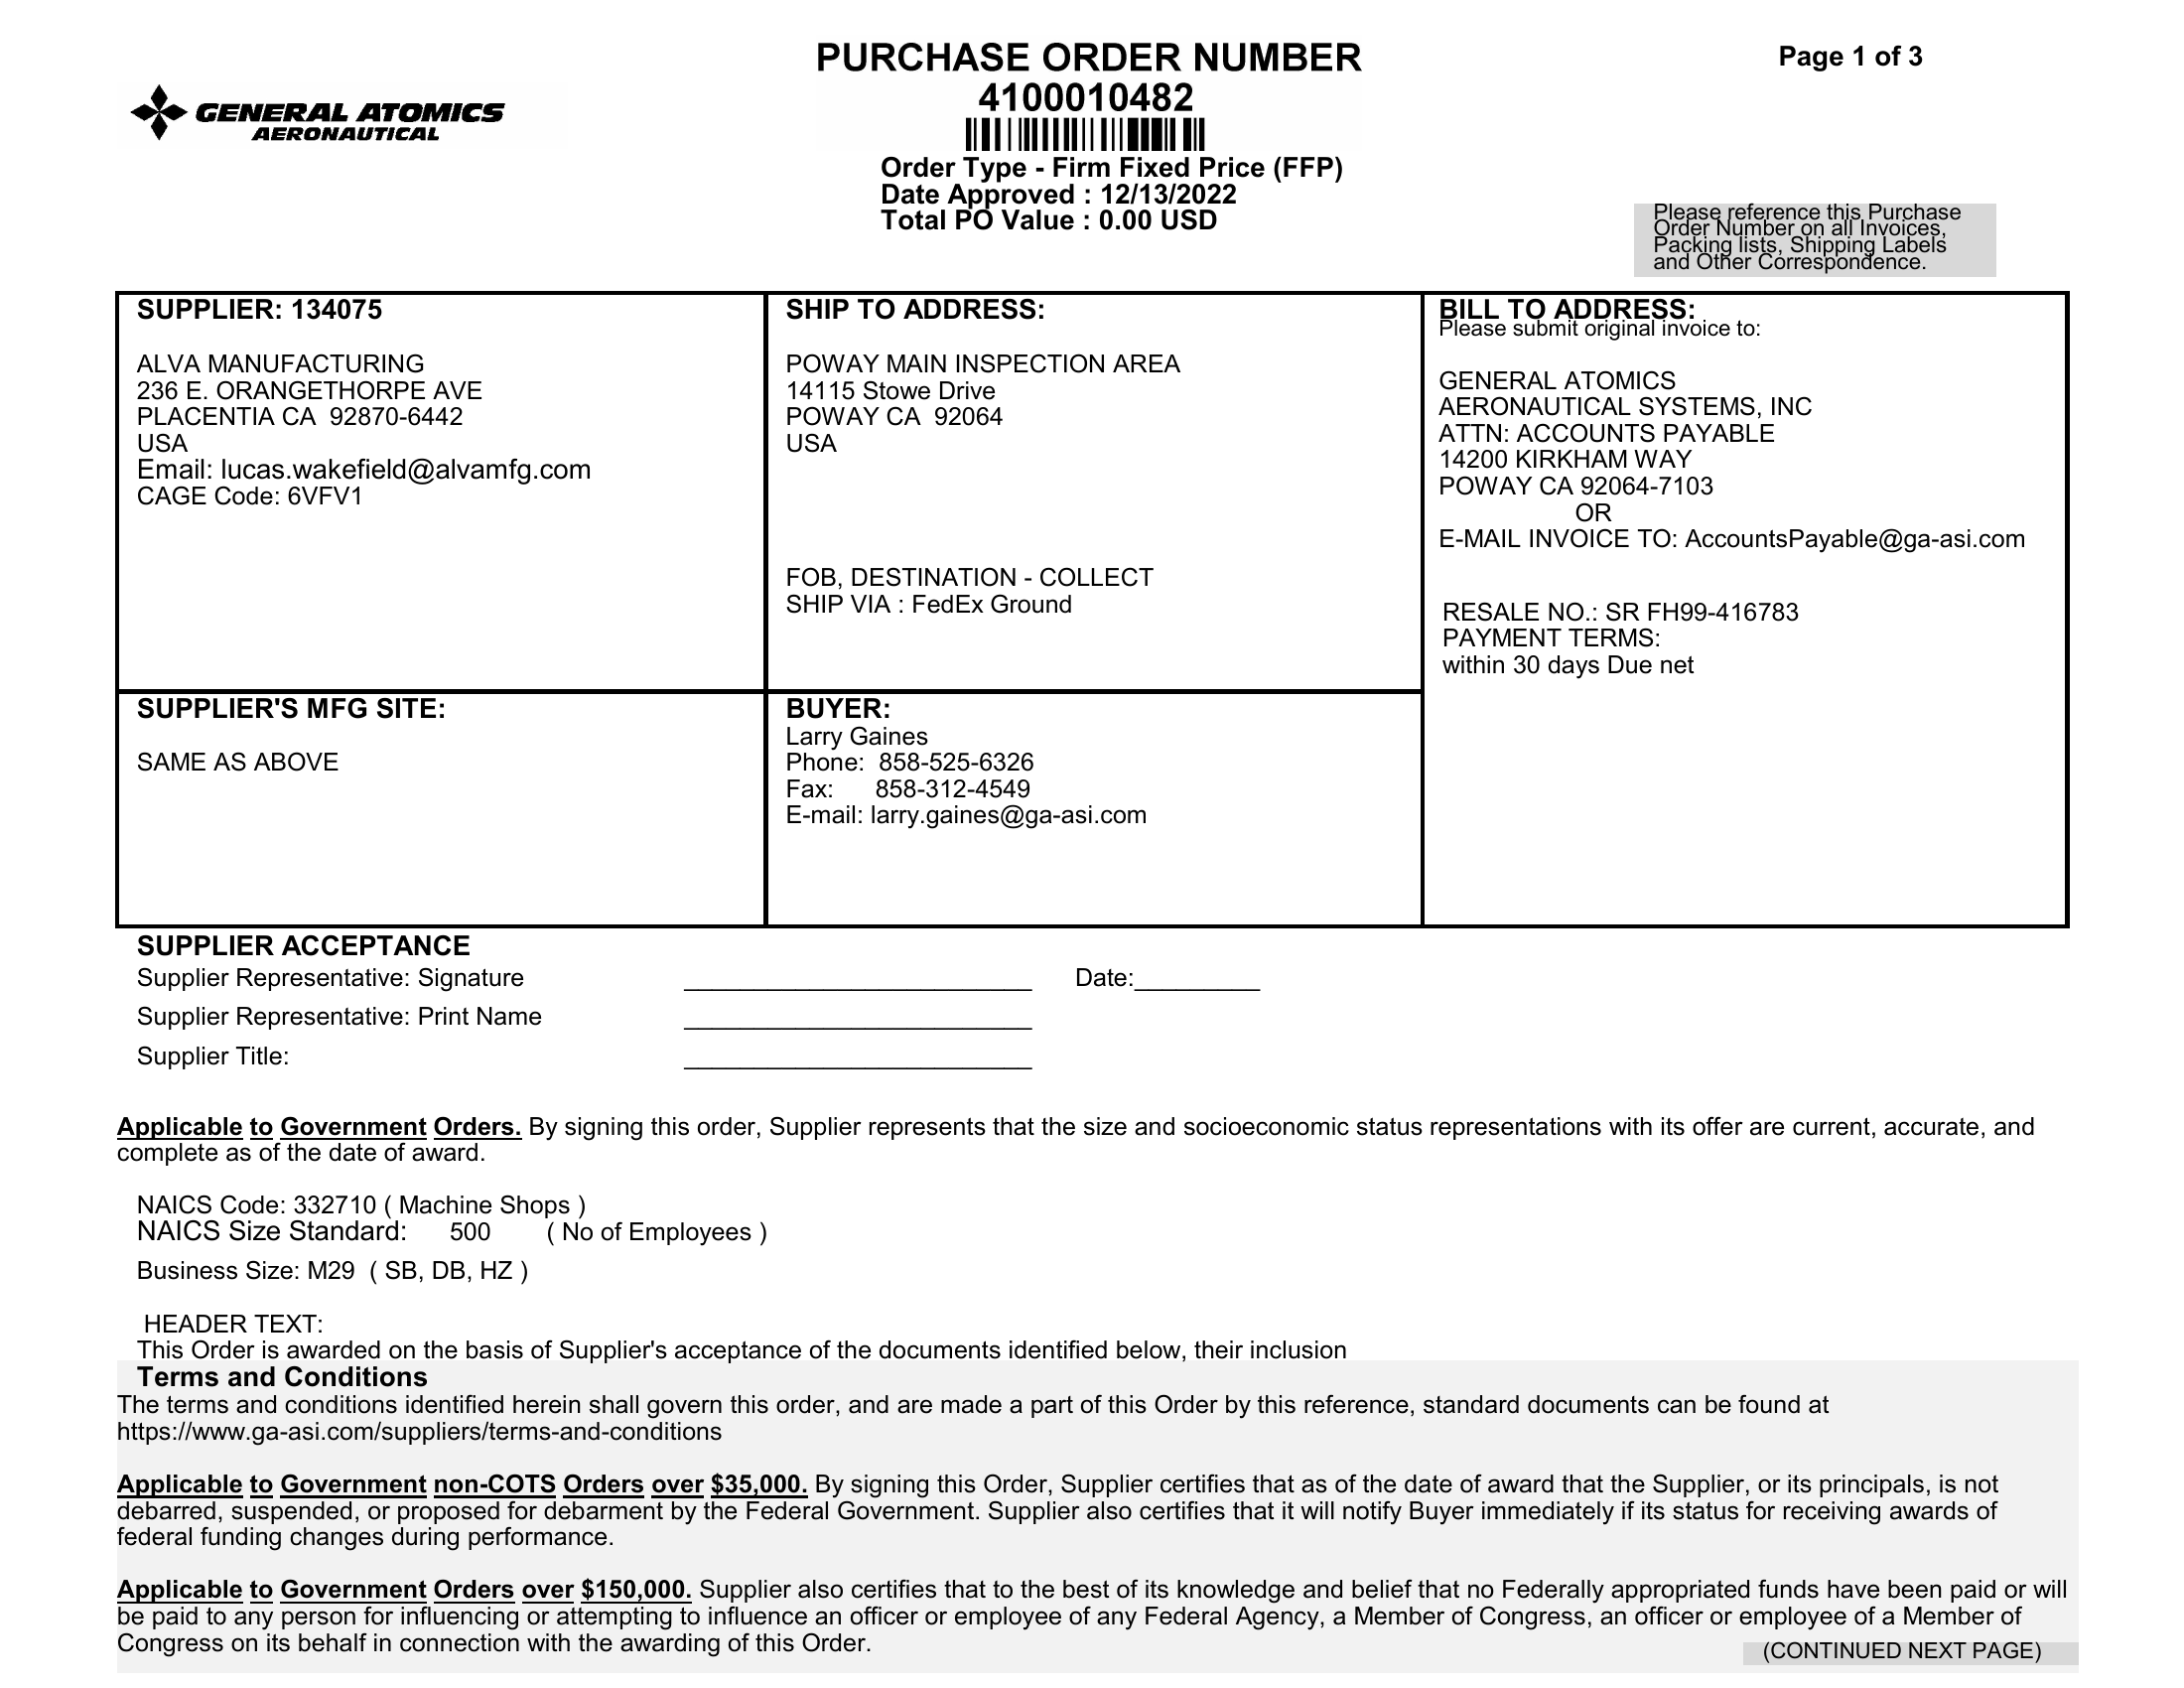 PURCHASE ORDER NUMBER
Page 1 of 3
4100010482
GENERAL ATOMICS
AERONAUTICAL
Order Type - Firm Fixed Price (FFP)
Date Approved : 12/13/2022
Total PO Value : 0.00 USD
Please reference this Purchase
Order Number on all Invoices,
Packing lists, Shipping Labels
and Other Correspondence.
SUPPLIER: 134075
ALVA MANUFACTURING
236 E. ORANGETHORPE AVE
PLACENTIA CA  92870-6442
USA
Email: lucas.wakefield@alvamfg.com
CAGE Code: 6VFV1
SHIP TO ADDRESS:
POWAY MAIN INSPECTION AREA
14115 Stowe Drive
POWAY CA  92064
USA
FOB, DESTINATION - COLLECT
SHIP VIA : FedEx Ground
BILL TO ADDRESS:
Please submit original invoice to:
GENERAL ATOMICS
AERONAUTICAL SYSTEMS, INC
ATTN: ACCOUNTS PAYABLE
14200 KIRKHAM WAY
POWAY CA 92064-7103
OR
E-MAIL INVOICE TO: AccountsPayable@ga-asi.com
RESALE NO.: SR FH99-416783
PAYMENT TERMS:
within 30 days Due net
SUPPLIER'S MFG SITE:
SAME AS ABOVE
BUYER:
Larry Gaines
Phone:  858-525-6326
Fax:      858-312-4549
E-mail: larry.gaines@ga-asi.com
SUPPLIER ACCEPTANCE
Supplier Representative: Signature _________________________ Date:_________
Supplier Representative: Print Name _________________________
Supplier Title: _________________________
Applicable to Government Orders. By signing this order, Supplier represents that the size and socioeconomic status representations with its offer are current, accurate, and
complete as of the date of award.
NAICS Code: 332710 ( Machine Shops )
NAICS Size Standard:      500        ( No of Employees )
Business Size: M29  ( SB, DB, HZ )
HEADER TEXT:
This Order is awarded on the basis of Supplier's acceptance of the documents identified below, their inclusion
Terms and Conditions
The terms and conditions identified herein shall govern this order, and are made a part of this Order by this reference, standard documents can be found at
https://www.ga-asi.com/suppliers/terms-and-conditions
Applicable to Government non-COTS Orders over $35,000. By signing this Order, Supplier certifies that as of the date of award that the Supplier, or its principals, is not
debarred, suspended, or proposed for debarment by the Federal Government. Supplier also certifies that it will notify Buyer immediately if its status for receiving awards of
federal funding changes during performance.
Applicable to Government Orders over $150,000. Supplier also certifies that to the best of its knowledge and belief that no Federally appropriated funds have been paid or will
be paid to any person for influencing or attempting to influence an officer or employee of any Federal Agency, a Member of Congress, an officer or employee of a Member of
Congress on its behalf in connection with the awarding of this Order.
(CONTINUED NEXT PAGE)